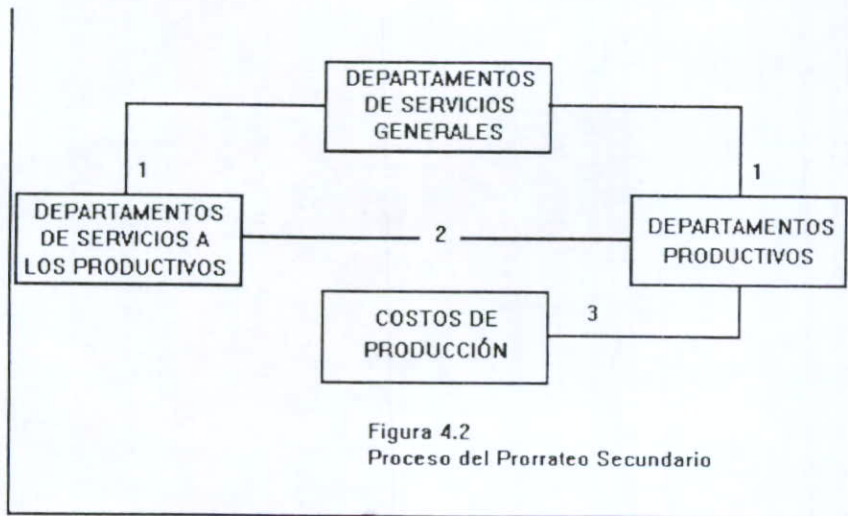 DEPARTAMENTOS
DE SERVICIOS
GENERALES
1
1
DEPARTAMENTOS
DE SERVICIOS A
LOS PRODUCTIVOS
2
DEPARTAMENTOS
PRODUCTIVOS
COSTOS DE
PRODUCCIÓN
3
Figura 4.2
Proceso del Prorrateo Secundario